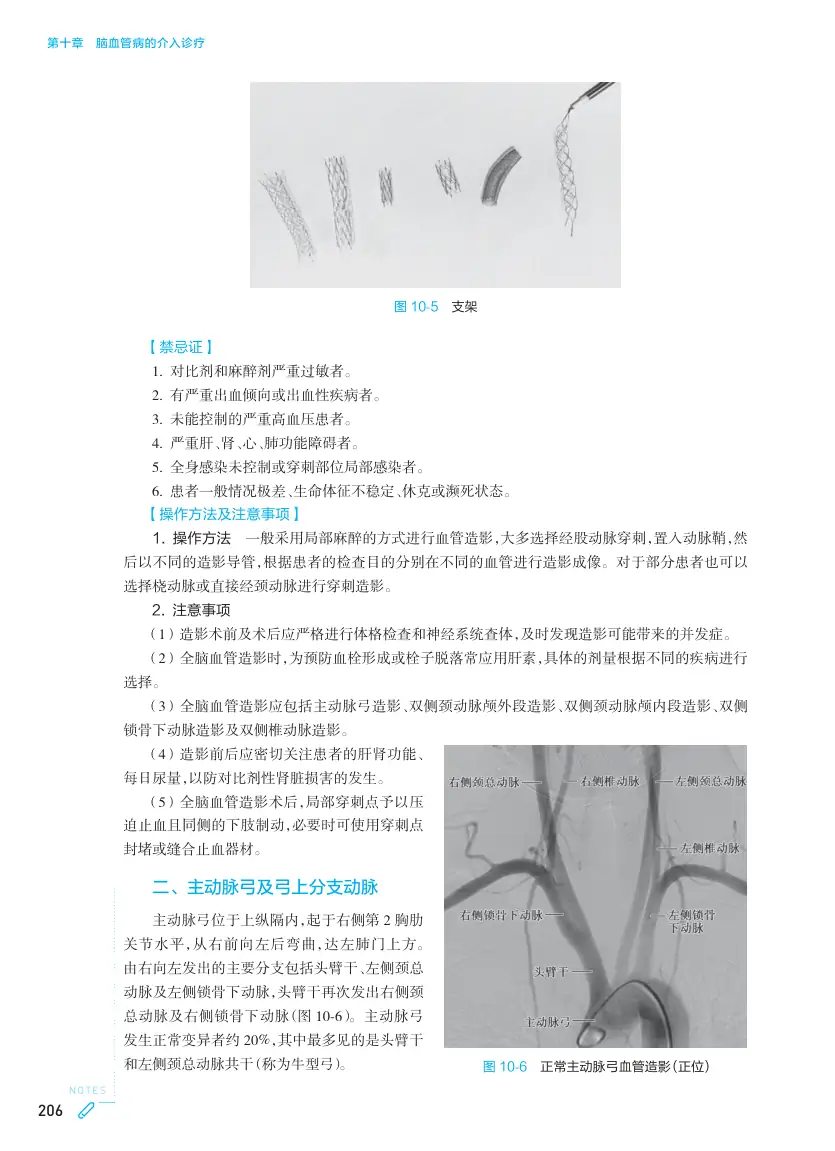 第十章 脑血管病的介入诊疗
图 10-5 支架
【禁忌证】
1. 对比剂和麻醉剂严重过敏者。
2. 有严重出血倾向或出血性疾病者。
3. 未能控制的严重高血压患者。
4. 严重肝、肾、心、肺功能障碍者。
5. 全身感染未控制或穿刺部位局部感染者。
6. 患者一般情况极差、生命体征不稳定、休克或濒死状态。
【操作方法及注意事项】
1. 操作方法 一般采用局部麻醉的方式进行血管造影,大多选择经股动脉穿刺,置入动脉鞘,然
后以不同的造影导管,根据患者的检查目的分别在不同的血管进行造影成像。对于部分患者也可以
选择桡动脉或直接经颈动脉进行穿刺造影。
2. 注意事项
(1)造影术前及术后应严格进行体格检查和神经系统查体,及时发现造影可能带来的并发症。
(2)全脑血管造影时,为预防血栓形成或栓子脱落常应用肝素,具体的剂量根据不同的疾病进行
选择。
(3)全脑血管造影应包括主动脉弓造影、双侧颈动脉颅外段造影、双侧颈动脉颅内段造影、双侧
锁骨下动脉造影及双侧椎动脉造影。
(4)造影前后应密切关注患者的肝肾功能、
每日尿量,以防对比剂性肾脏损害的发生。
(5)全脑血管造影术后,局部穿刺点予以压
迫止血且同侧的下肢制动,必要时可使用穿刺点
封堵或缝合止血器材。
二、主动脉弓及弓上分支动脉
主动脉弓位于上纵隔内,起于右侧第 2 胸肋
关节水平,从右前向左后弯曲,达左肺门上方。
由右向左发出的主要分支包括头臂干、左侧颈总
动脉及左侧锁骨下动脉,头臂干再次发出右侧颈
总动脉及右侧锁骨下动脉(图 10-6)。主动脉弓
发生正常变异者约 20%,其中最多见的是头臂干
和左侧颈总动脉共干(称为牛型弓)。
右侧颈总动脉
右侧椎动脉
左侧颈总动脉
左侧椎动脉
右侧锁骨下动脉
左侧锁骨
下动脉
头臂干
主动脉弓
图 10-6 正常主动脉弓血管造影(正位)
NOTES
206